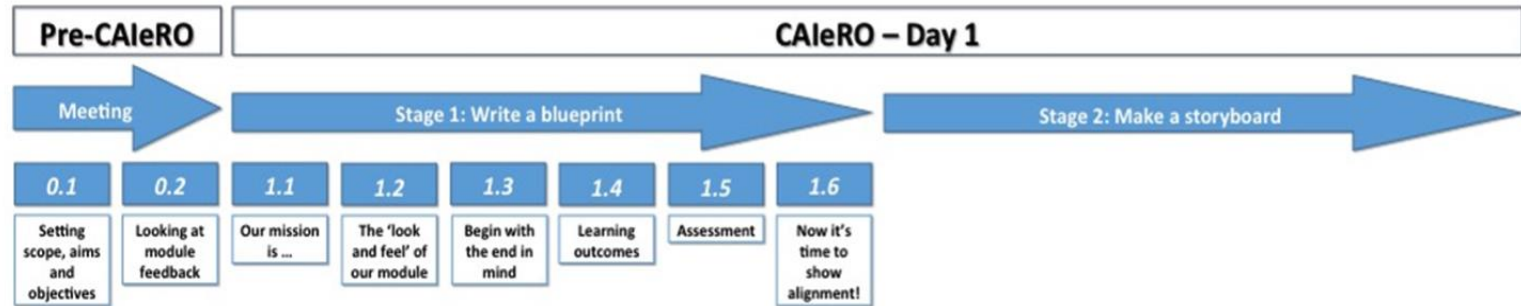 Pre-CAIeRO
CAIeRO – Day 1
Meeting
Stage 1: Write a blueprint
Stage 2: Make a storyboard
0.1
0.2
1.1
1.2
1.3
1.4
1.5
1.6
Setting
scope, aims
and
objectives
Looking at
module
feedback
Our mission
is ...
The ‘look
and feel’ of
our module
Begin with
the end in
mind
Learning
outcomes
Assessment
Now it’s
time to
show
alignment!